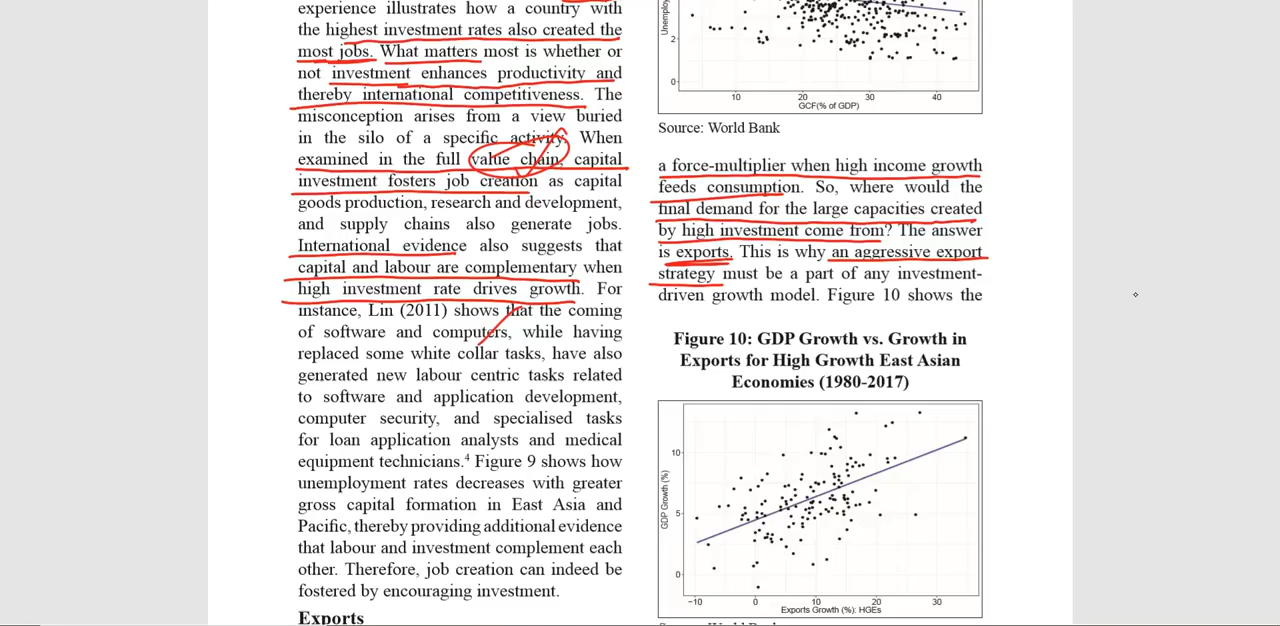 experience illustrates how a country with
the highest investment rates also created the
most jobs. What matters most is whether or
not investment enhances productivity and
thereby international competitiveness. The
misconception arises from a view buried
in the silo of a specific activity. When
examined in the full value chain, capital
investment fosters job creation as capital
goods production, research and development,
and supply chains also generate jobs.
International evidence also suggests that
capital and labour are complementary when
high investment rate drives growth. For
instance, Lin (2011) shows that the coming
of software and computers, while having
replaced some white collar tasks, have also
generated new labour centric tasks related
to software and application development,
computer security, and specialised tasks
for loan application analysts and medical
equipment technicians.4 Figure 9 shows how
unemployment rates decreases with greater
gross capital formation in East Asia and
Pacific, thereby providing additional evidence
that labour and investment complement each
other. Therefore, job creation can indeed be
fostered by encouraging investment.
Exports
2
0
10 20 30 40
GCF(% of GDP)
Source: World Bank
a force-multiplier when high income growth
feeds consumption. So, where would the
final demand for the large capacities created
by high investment come from? The answer
is exports. This is why an aggressive export
strategy must be a part of any investment-
driven growth model. Figure 10 shows the
Figure 10: GDP Growth vs. Growth in
Exports for High Growth East Asian
Economies (1980-2017)
GDP Growth (%)
10
5
0
−10 0 10 20 30
Exports Growth (%): HGEs